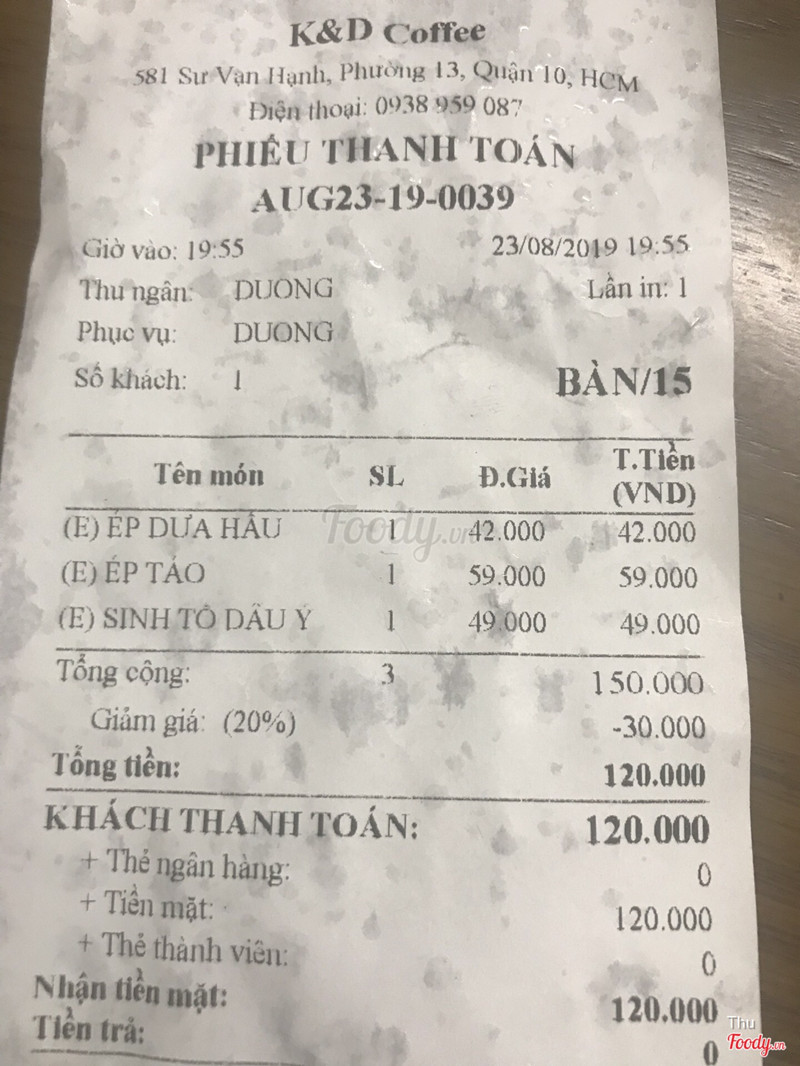 K&D Coffee
581 Sư Vạn Hạnh, Phường 13, Quận 10, HCM
Điện thoại: 0938 959 087
PHIẾU THANH TOÁN
AUG23-19-0039
Giờ vào: 19:55 23/08/2019 19:55
Thu ngân: DUONG Lần in: 1
Phục vụ: DUONG
Số khách: 1 BÀN/15
Tên món SL Đ.Giá T.Tiền (VND)
(E) ÉP DƯA HẤU 1 42.000 42.000
(E) ÉP TÁO 1 59.000 59.000
(E) SINH TỐ DÂU Ý 1 49.000 49.000
Tổng cộng: 3 150.000
Giảm giá: (20%) -30.000
Tổng tiền: 120.000
KHÁCH THANH TOÁN: 120.000
+ Thẻ ngân hàng: 0
+ Tiền mặt: 120.000
+ Thẻ thành viên: 0
Nhận tiền mặt: 120.000
Tiền trả: 0
Foody.vn
Thu
Foody.vn